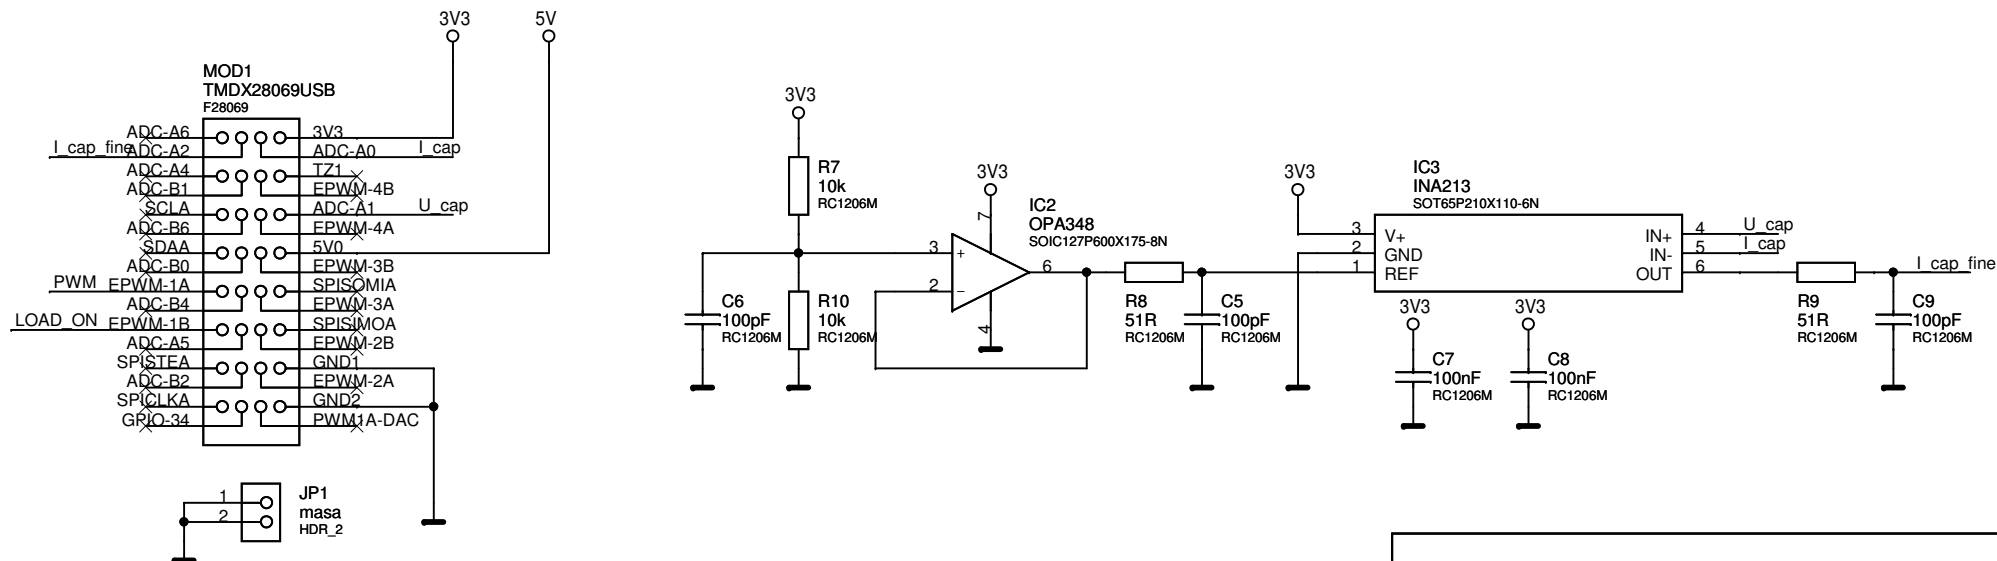 3V3
5V
MOD1
TMDX28069USB
F28069
ADC-A6
3V3
I_cap_fine
ADC-A2
ADC-A0
I_cap
ADC-A4
TZ1
ADC-B1
EPWM-4B
SCLA
ADC-A1
U_cap
ADC-B6
EPWM-4A
SDAA
5V0
ADC-B0
EPWM-3B
PWM
EPWM-1A
SPISOMIA
ADC-B4
EPWM-3A
LOAD_ON
EPWM-1B
SPISIMOA
ADC-A5
EPWM-2B
SPISTEA
GND1
ADC-B2
EPWM-2A
SPICLKA
GND2
GPIO-34
PWM1A-DAC
1
2
JP1
masa
HDR_2
3V3
R7
10k
RC1206M
C6
100pF
RC1206M
R10
10k
RC1206M
3V3
7
IC2
OPA348
SOIC127P600X175-8N
3
+
6
2
−
4
R8
51R
RC1206M
C5
100pF
RC1206M
3V3
IC3
INA213
SOT65P210X110-6N
3
V+
IN+
4
U_cap
2
GND
IN-
5
I_cap
1
REF
OUT
6
I_cap_fine
3V3
C7
100nF
RC1206M
3V3
C8
100nF
RC1206M
R9
51R
RC1206M
C9
100pF
RC1206M